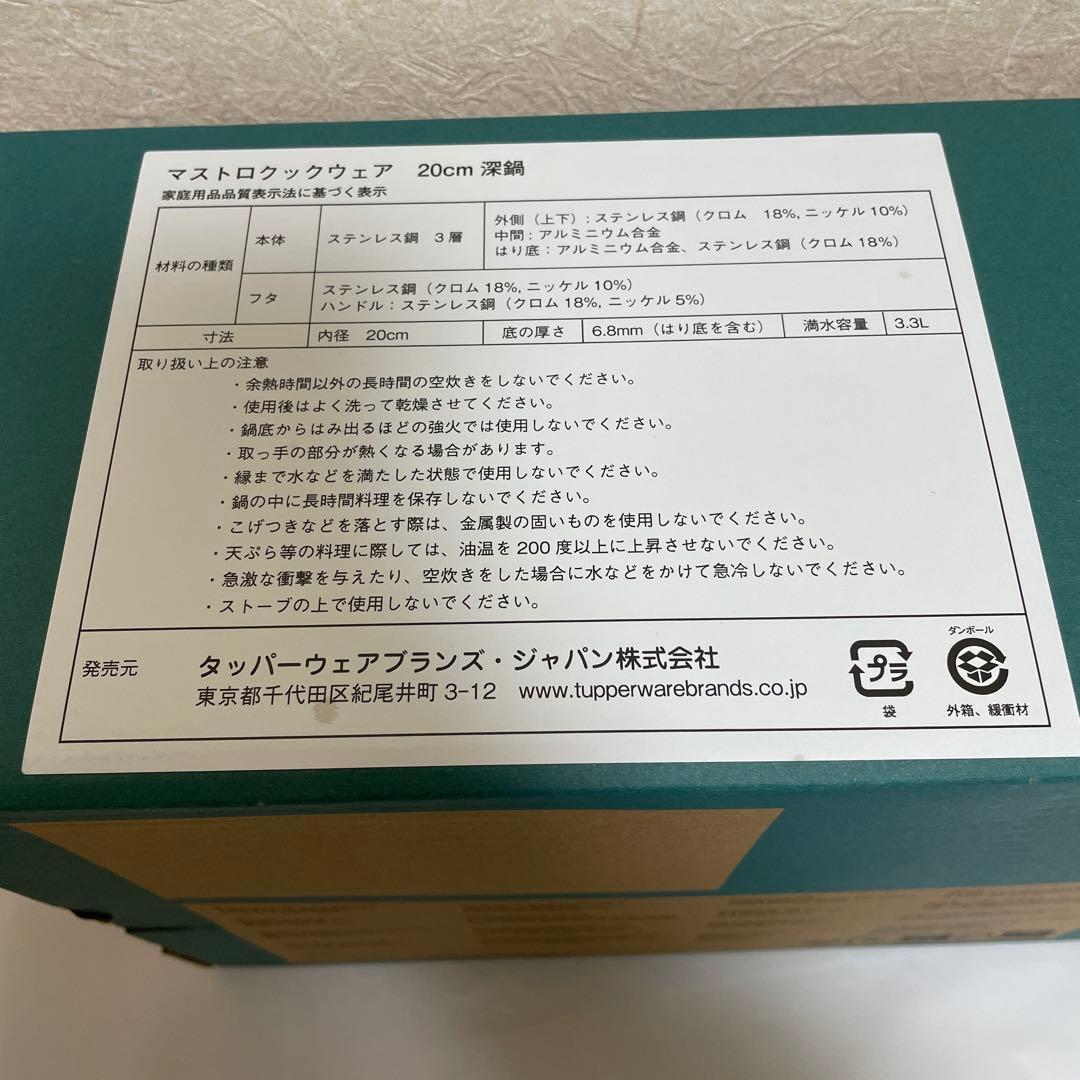 マストロクックウェア　20cm 深鍋
家庭用品品質表示法に基づく表示
材料の種類
本体
ステンレス鋼　3層
外側（上下）：ステンレス鋼（クロム　18%, ニッケル10%）
中間：アルミニウム合金
はり底：アルミニウム合金、ステンレス鋼（クロム18%）
フタ
ステンレス鋼（クロム18%, ニッケル10%）
ハンドル：ステンレス鋼（クロム18%, ニッケル5%）
寸法
内径　20cm
底の厚さ
6.8mm（はり底を含む）
満水容量
3.3L
取り扱い上の注意
・余熱時間以外の長時間の空炊きをしないでください。
・使用後はよく洗って乾燥させてください。
・鍋底からはみ出るほどの強火では使用しないでください。
・取っ手の部分が熱くなる場合があります。
・縁まで水などを満たした状態で使用しないでください。
・鍋の中に長時間料理を保存しないでください。
・こげつきなどを落とす際は、金属製の固いものを使用しないでください。
・天ぷら等の料理に際しては、油温を200度以上に上昇させないでください。
・急激な衝撃を与えたり、空炊きをした場合に水などをかけて急冷しないでください。
・ストーブの上で使用しないでください。
発売元
タッパーウェアブランズ・ジャパン株式会社
東京都千代田区紀尾井町3-12　www.tupperwarebrands.co.jp
プラ
袋
ダンボール
外箱、緩衝材